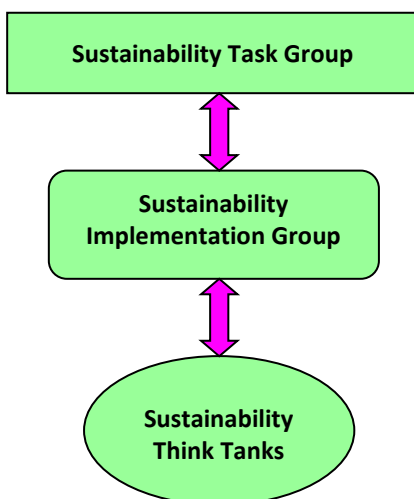 Sustainability Task Group
Sustainability
Implementation Group
Sustainability
Think Tanks